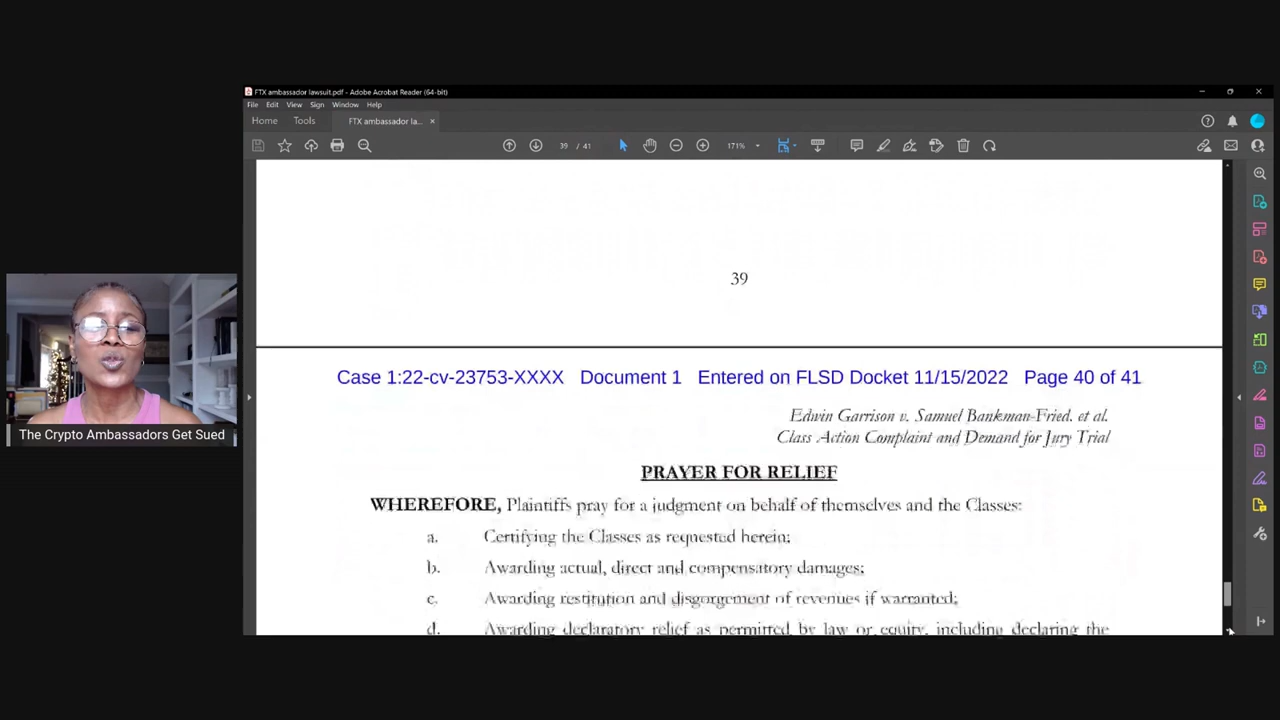 FTX ambassador lawsuit.pdf - Adobe Acrobat Reader (64-bit)
File Edit View Sign Window Help
Home Tools FTX ambassador la... ×
39 / 41 171%
39
Case 1:22-cv-23753-XXXX Document 1 Entered on FLSD Docket 11/15/2022 Page 40 of 41
Edwin Garrison v. Samuel Bankman-Fried. et al.
Class Action Complaint and Demand for Jury Trial
PRAYER FOR RELIEF
WHEREFORE, Plaintiffs pray for a judgment on behalf of themselves and the Classes:
a. Certifying the Classes as requested herein;
b. Awarding actual, direct and compensatory damages;
c. Awarding restitution and disgorgement of revenues if warranted;
d. Awarding declaratory relief as permitted by law or equity, including declaring the
The Crypto Ambassadors Get Sued